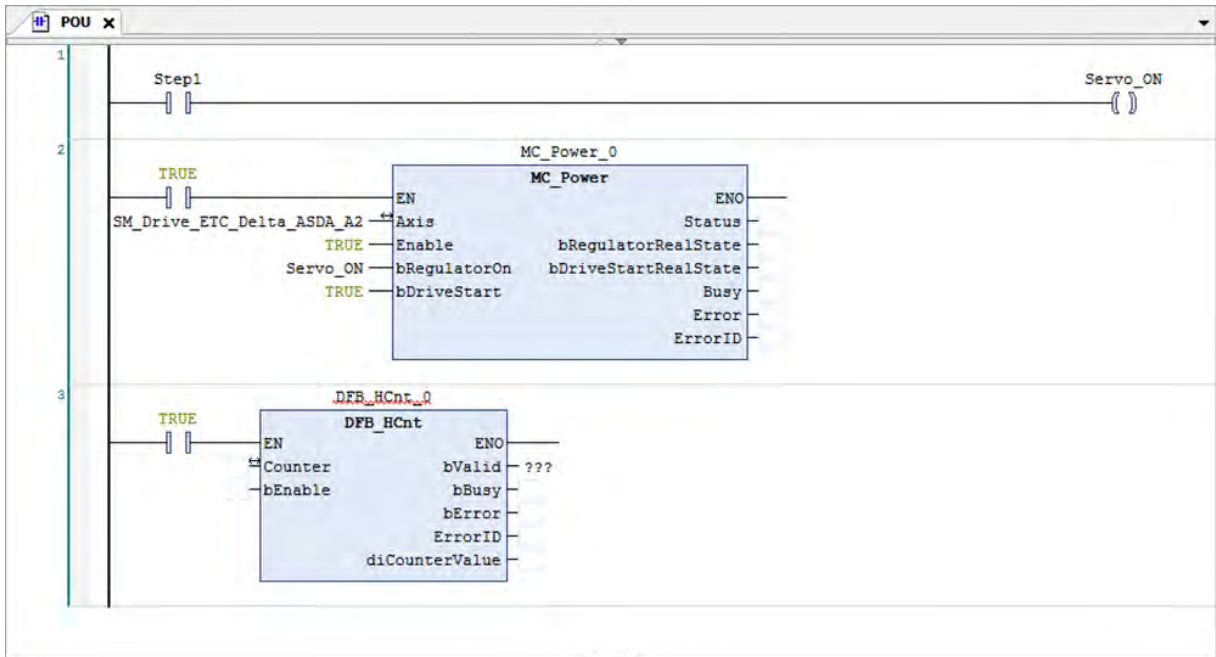 POU
1
Step1 Servo_ON
2
MC_Power_0
TRUE MC_Power
EN ENO
SM_Drive_ETC_Delta_ASDA_A2 Axis Status
TRUE Enable bRegulatorRealState
Servo_ON bRegulatorOn bDriveStartRealState
TRUE bDriveStart Busy
Error
ErrorID
3
DFB_HCnt_0
TRUE DFB_HCnt
EN ENO
Counter bValid ???
bEnable bBusy
bError
ErrorID
diCounterValue